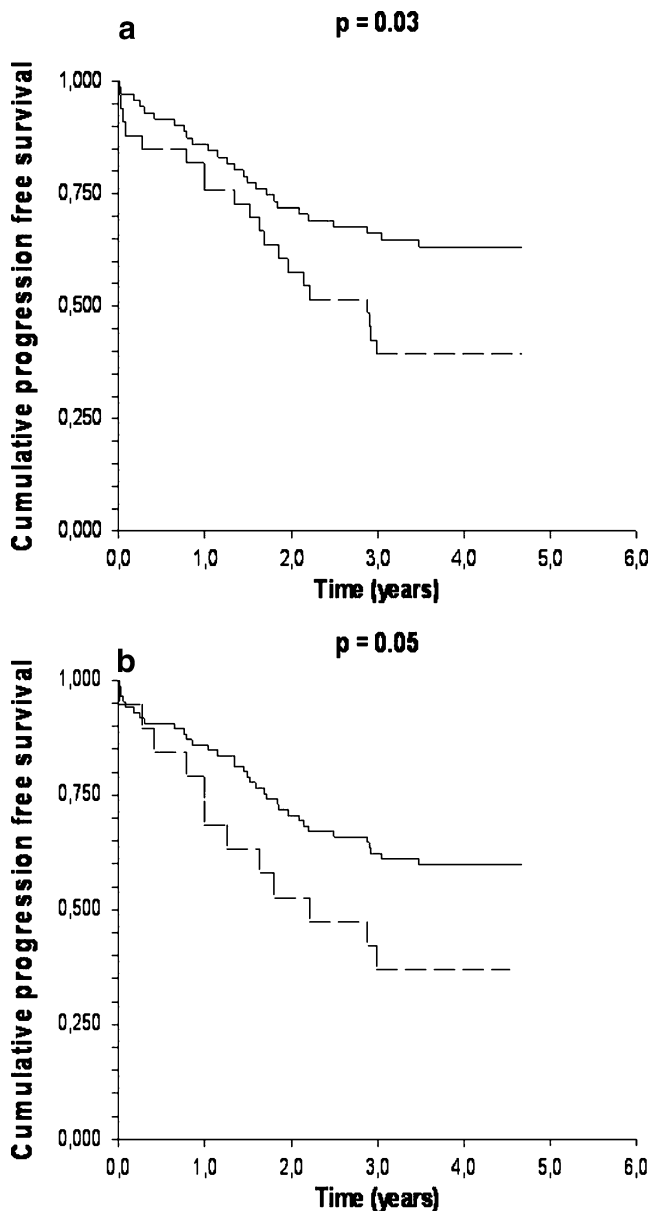 a
p = 0.03
Cumulative progression free survival
1,000
0,750
0,500
0,250
0,000
0,0 1,0 2,0 3,0 4,0 5,0 6,0
Time (years)
b
p = 0.05
Cumulative progression free survival
1,000
0,750
0,500
0,250
0,000
0,0 1,0 2,0 3,0 4,0 5,0 6,0
Time (years)